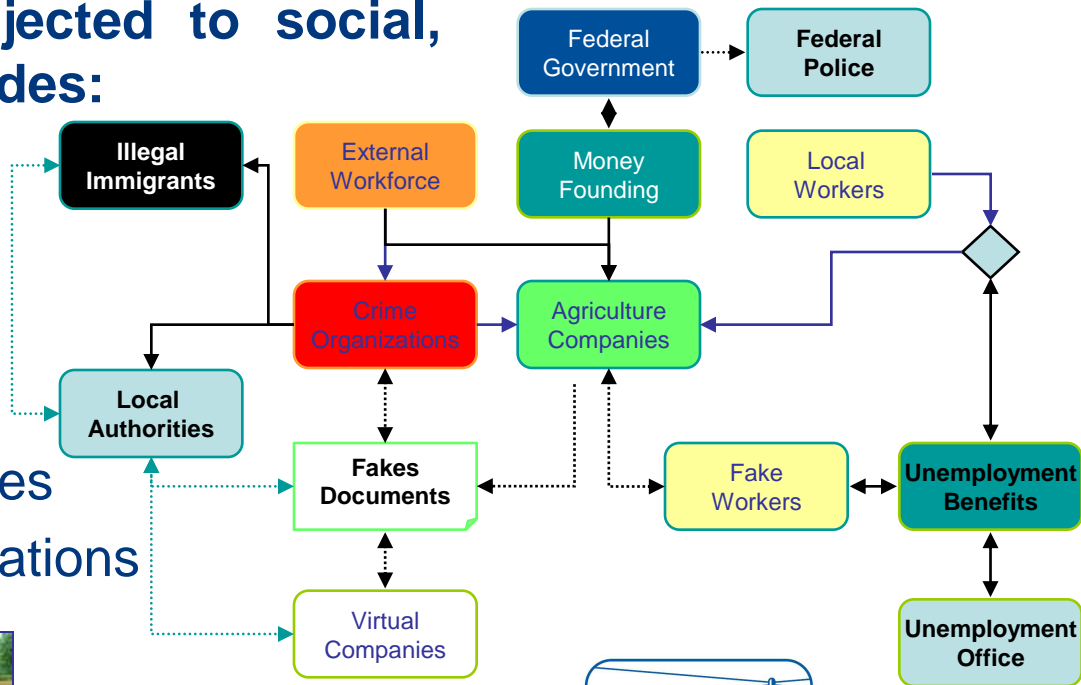 jected to social,
des:
Federal
Government
Federal
Police
Illegal
Immigrants
External
Workforce
Money
Founding
Local
Workers
Crime
Organizations
Agriculture
Companies
Local
Authorities
es
ations
Fakes
Documents
Fake
Workers
Unemployment
Benefits
Virtual
Companies
Unemployment
Office